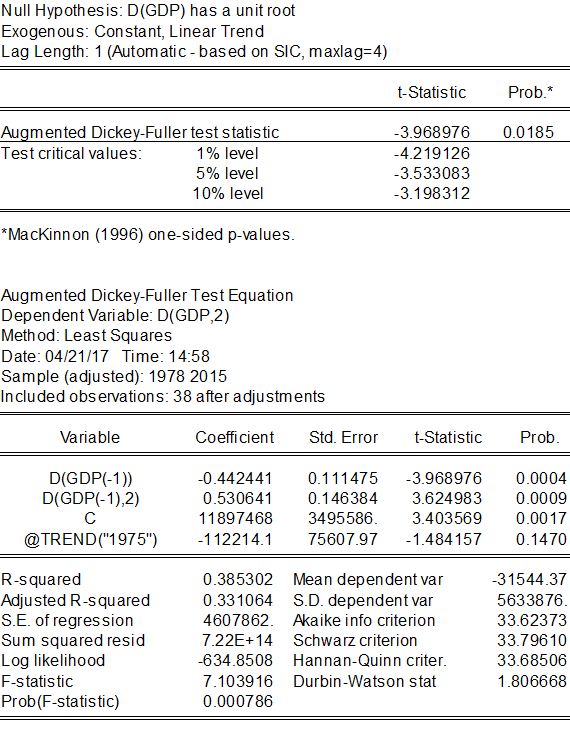 Null Hypothesis: D(GDP) has a unit root
Exogenous: Constant, Linear Trend
Lag Length: 1 (Automatic - based on SIC, maxlag=4)
t-Statistic Prob.*
Augmented Dickey-Fuller test statistic -3.968976 0.0185
Test critical values: 1% level -4.219126
5% level -3.533083
10% level -3.198312
*MacKinnon (1996) one-sided p-values.
Augmented Dickey-Fuller Test Equation
Dependent Variable: D(GDP,2)
Method: Least Squares
Date: 04/21/17 Time: 14:58
Sample (adjusted): 1978 2015
Included observations: 38 after adjustments
Variable Coefficient Std. Error t-Statistic Prob.
D(GDP(-1)) -0.442441 0.111475 -3.968976 0.0004
D(GDP(-1),2) 0.530641 0.146384 3.624983 0.0009
C 11897468 3495586. 3.403569 0.0017
@TREND("1975") -112214.1 75607.97 -1.484157 0.1470
R-squared 0.385302 Mean dependent var -31544.37
Adjusted R-squared 0.331064 S.D. dependent var 5633876.
S.E. of regression 4607862. Akaike info criterion 33.62373
Sum squared resid 7.22E+14 Schwarz criterion 33.79610
Log likelihood -634.8508 Hannan-Quinn criter. 33.68506
F-statistic 7.103916 Durbin-Watson stat 1.806668
Prob(F-statistic) 0.000786